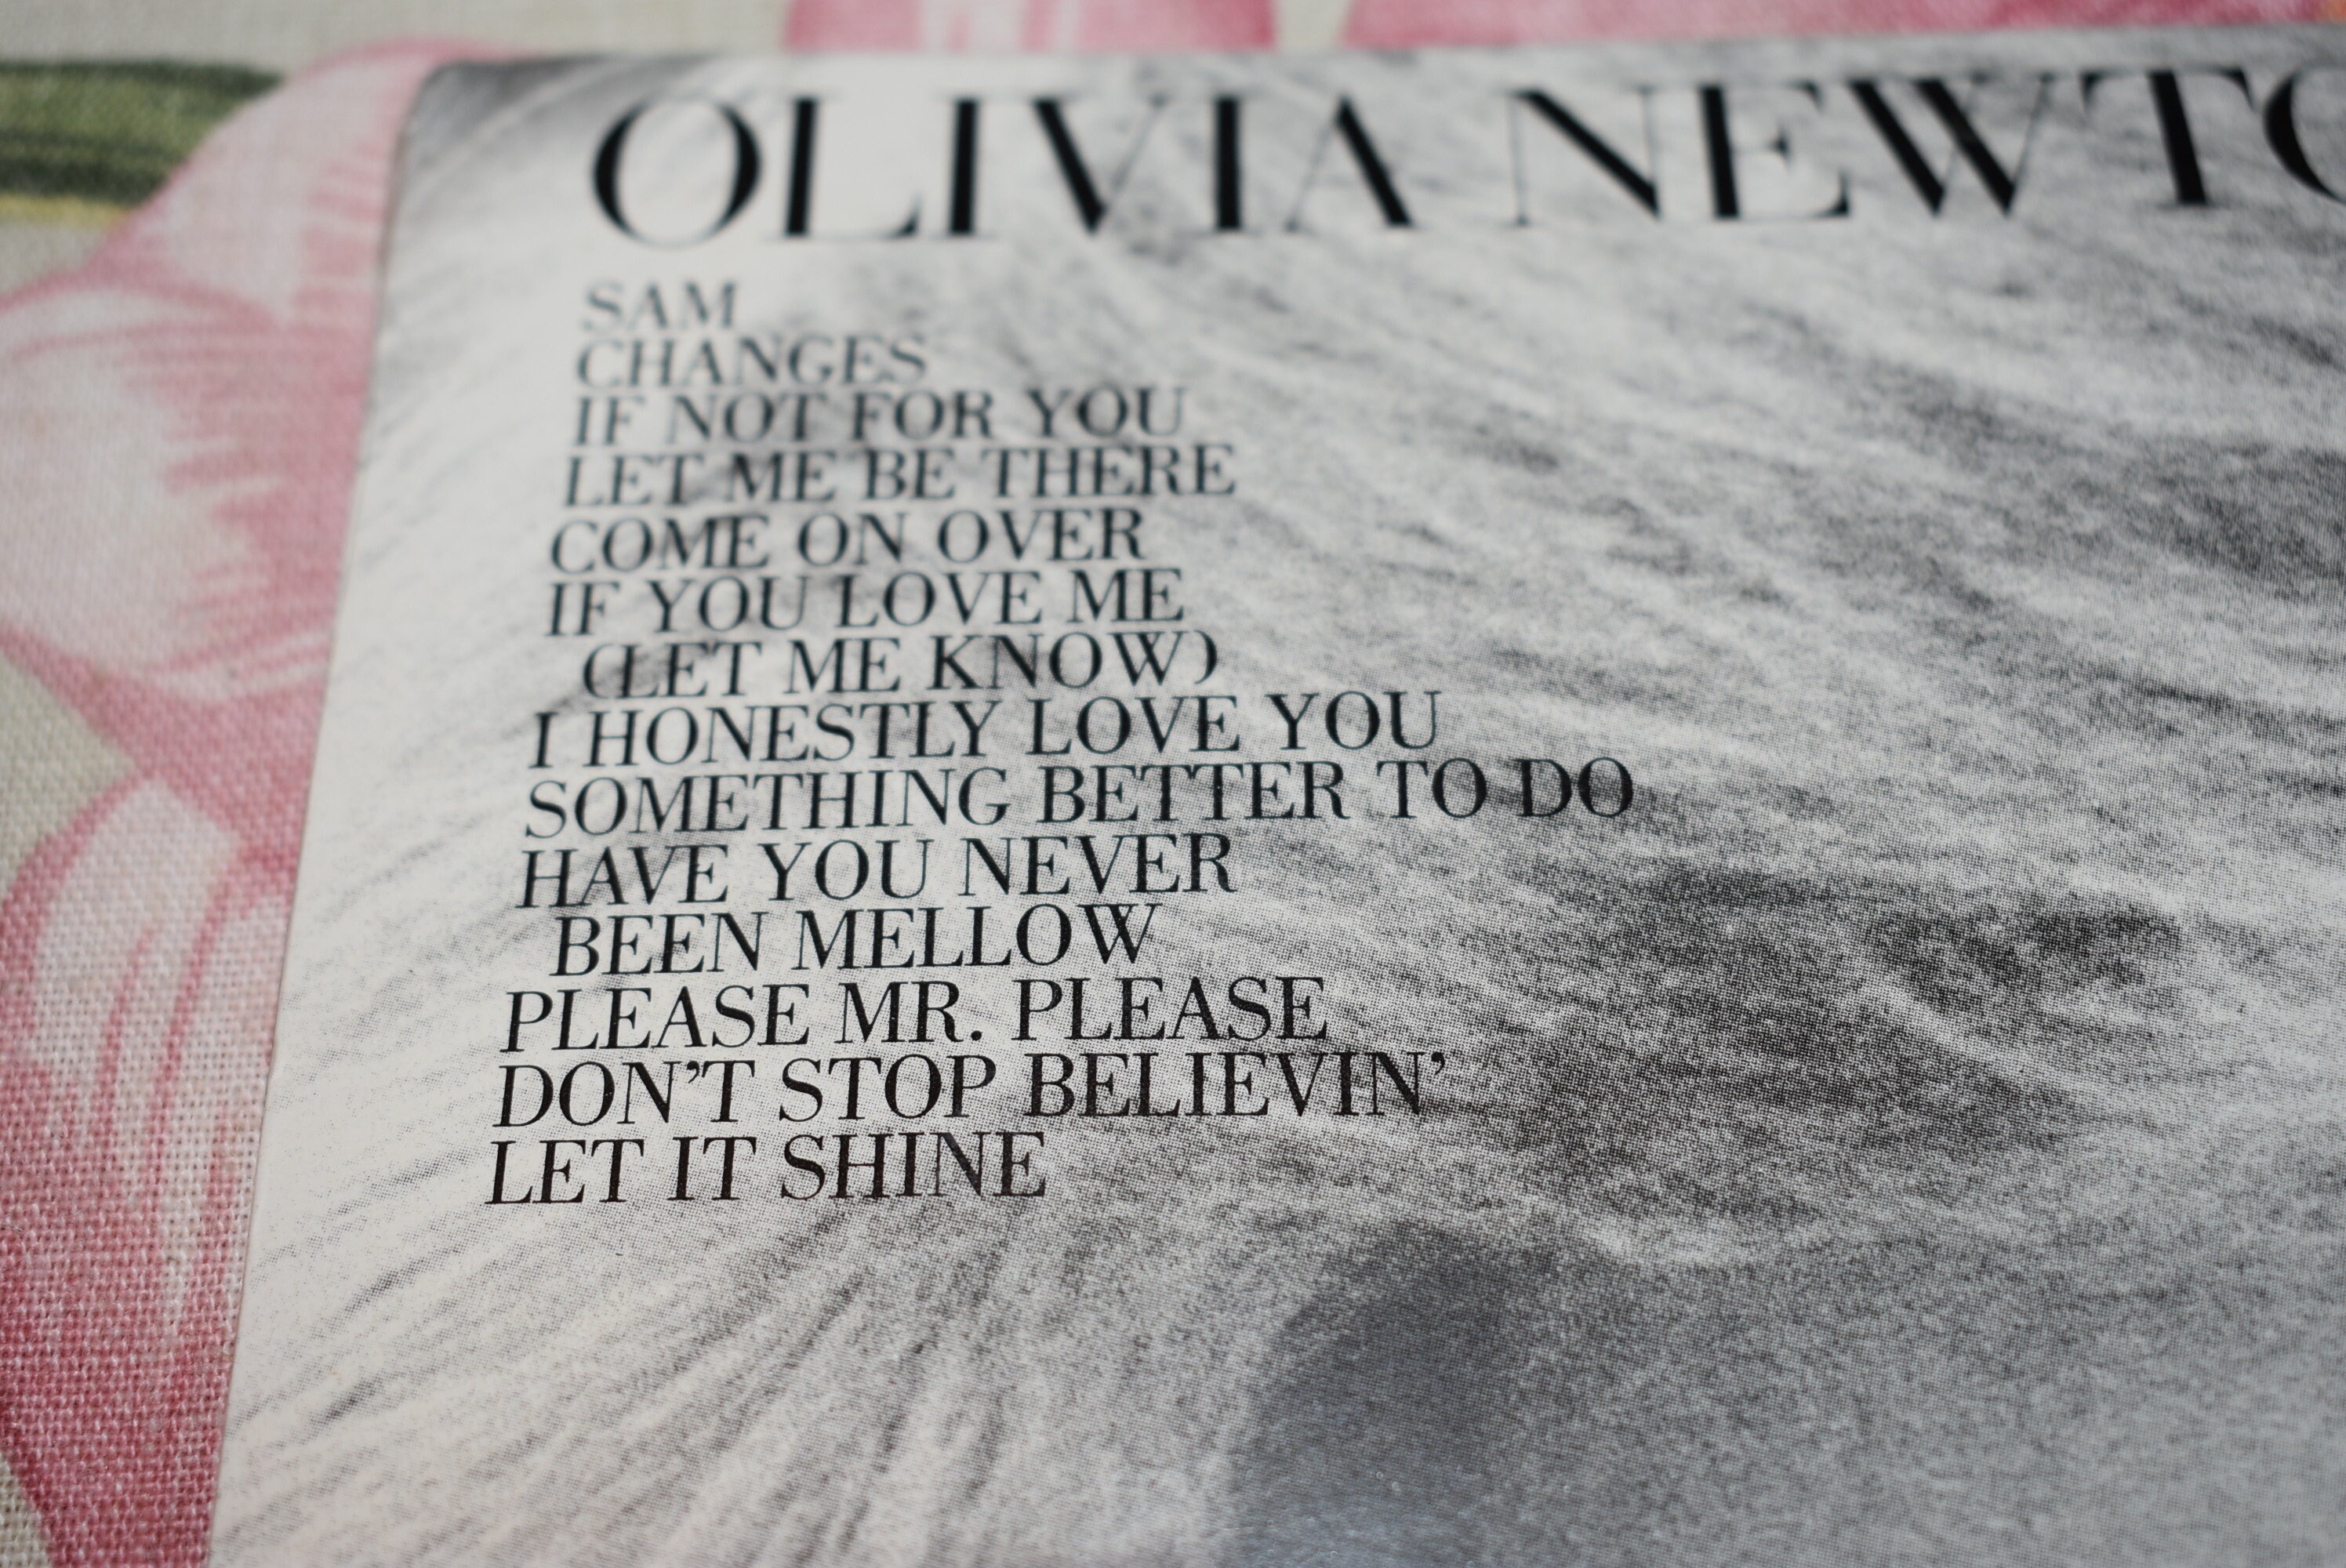 OLIVIA NEWTO
SAM
CHANGES
IF NOT FOR YOU
LET ME BE THERE
COME ON OVER
IF YOU LOVE ME
(LET ME KNOW)
I HONESTLY LOVE YOU
SOMETHING BETTER TO DO
HAVE YOU NEVER
BEEN MELLOW
PLEASE MR. PLEASE
DON'T STOP BELIEVIN'
LET IT SHINE